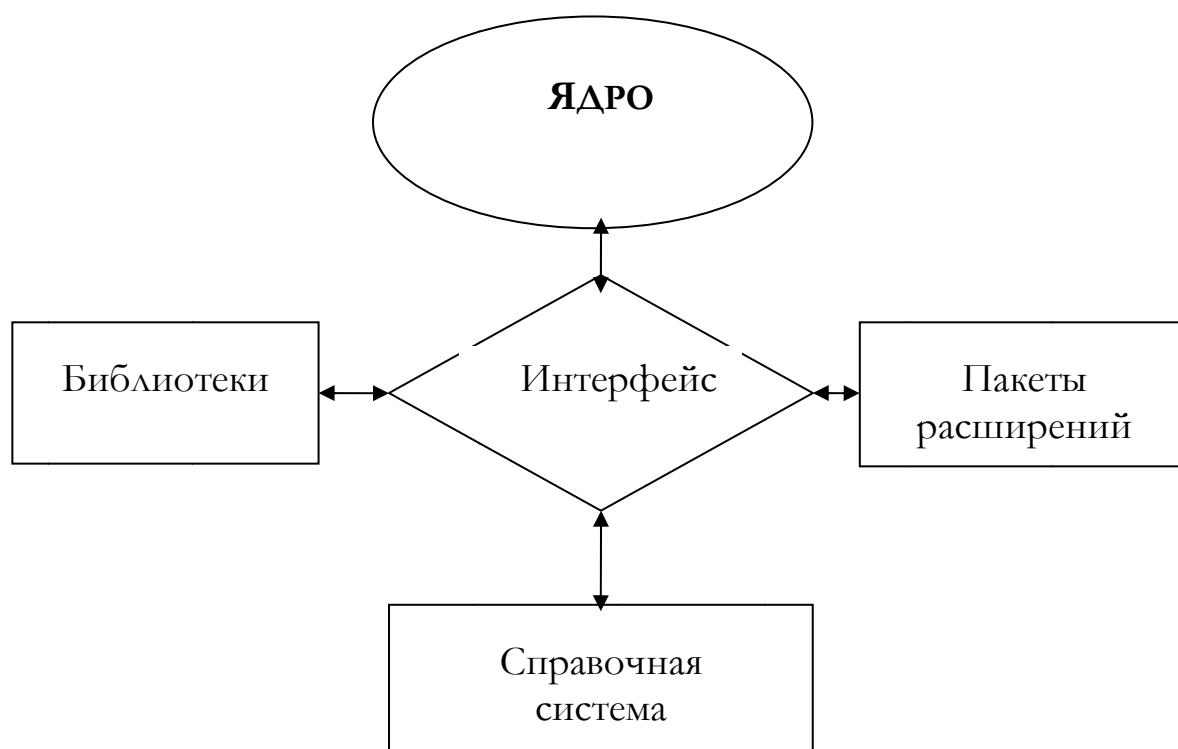 ЯДРО
Библиотеки
Интерфейс
Пакеты
расширений
Справочная
система